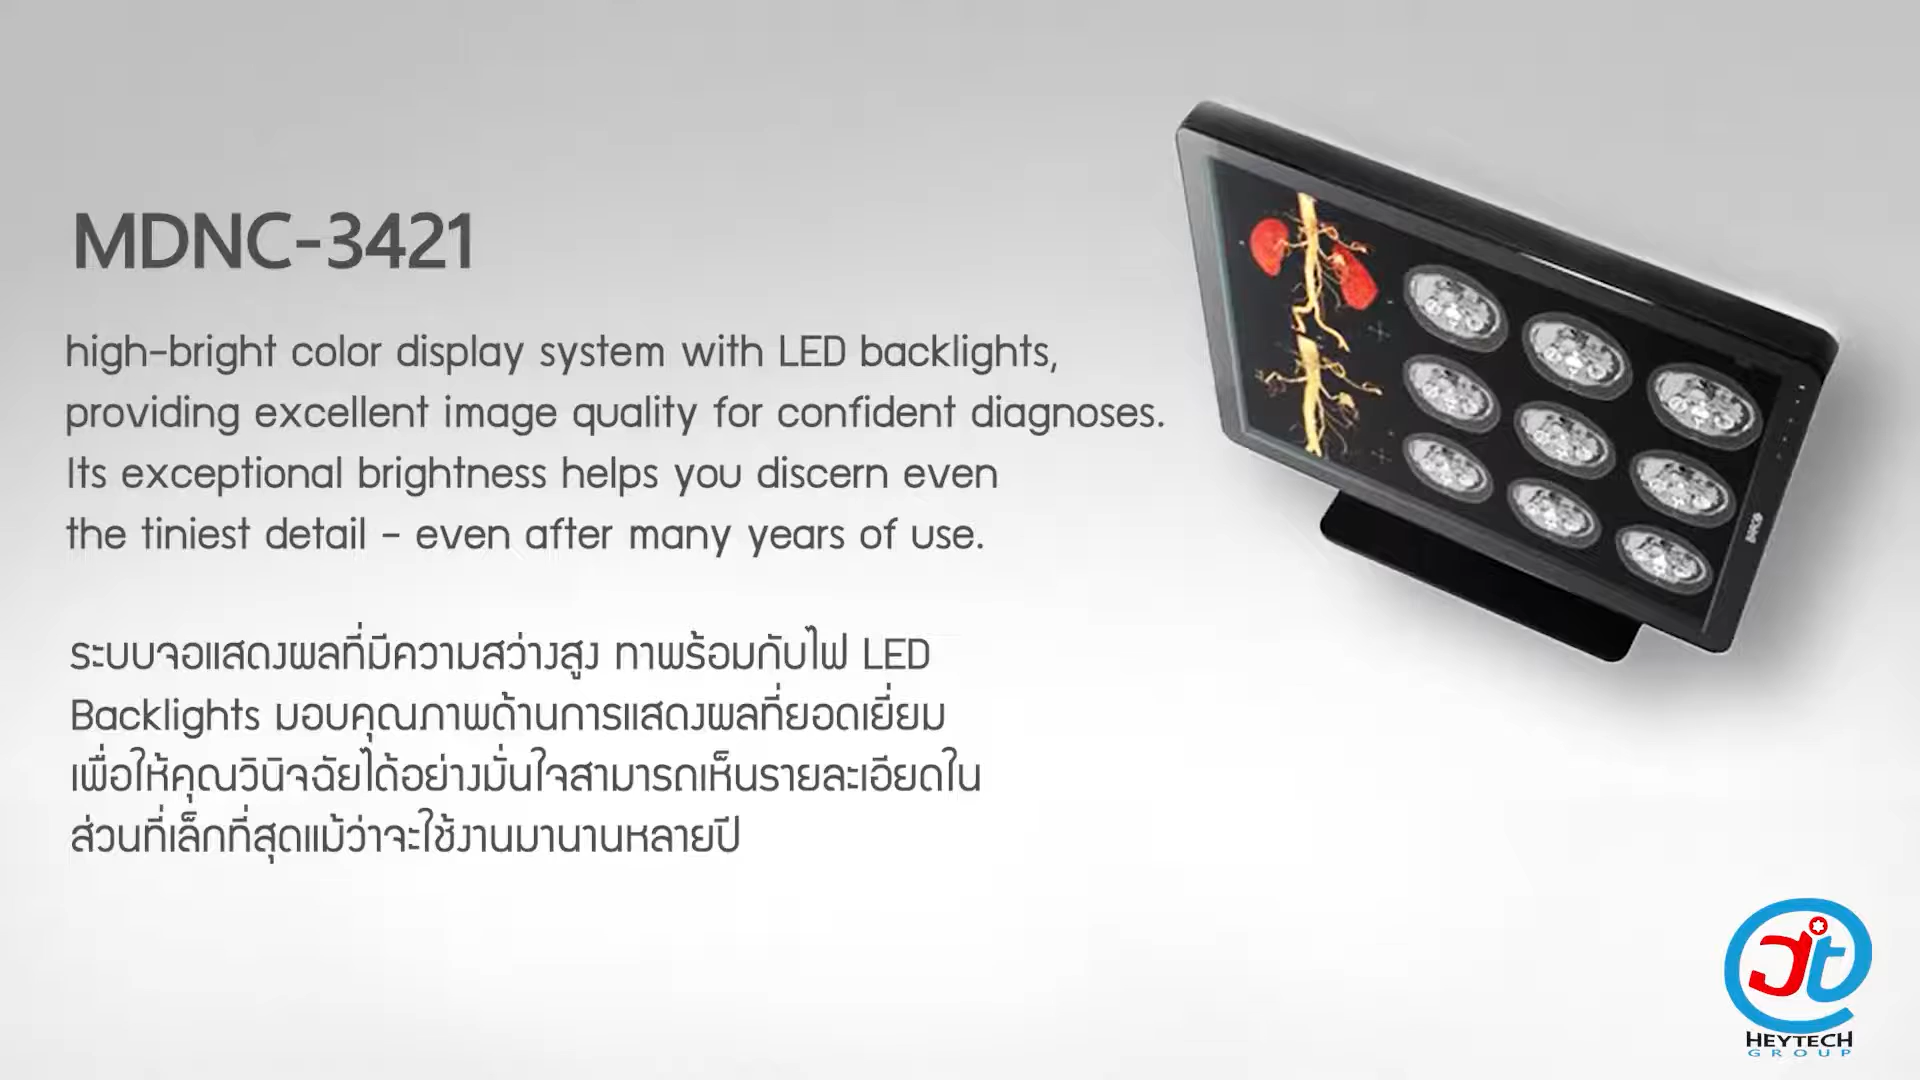 MDNC-3421
high-bright color display system with LED backlights,
providing excellent image quality for confident diagnoses.
Its exceptional brightness helps you discern even
the tiniest detail - even after many years of use.
ระบบจอแสดงผลที่มีความสว่างสูง ทาพร้อมกับไฟ LED
Backlights มอบคุณภาพด้านการแสดงผลที่ยอดเยี่ยม
เพื่อให้คุณวินิจฉัยได้อย่างมั่นใจสามารถเห็นรายละเอียดใน
ส่วนที่เล็กที่สุดแม้ว่าจะใช้งานมานานหลายปี
BARCO
Jt
HEYTECH
GROUP